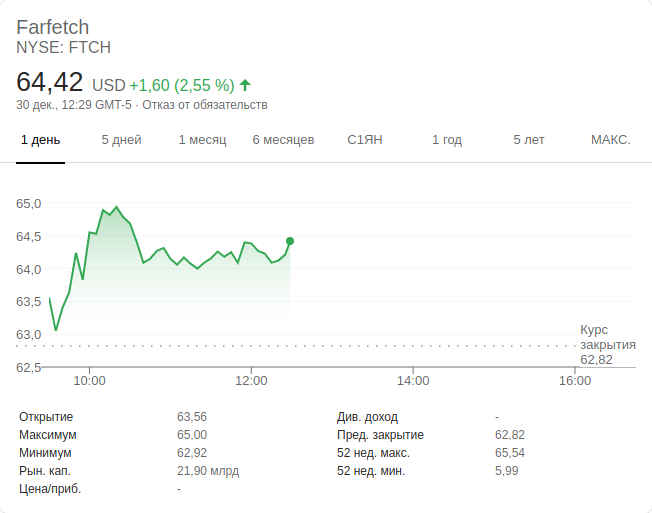 Farfetch
NYSE: FTCH
64,42 USD +1,60 (2,55 %)
30 дек., 12:29 GMT-5 · Отказ от обязательств
1 день 5 дней 1 месяц 6 месяцев С1ЯН 1 год 5 лет МАКС.
65,0
64,5
64,0
63,5
63,0
62,5
Курс
закрытия
62,82
10:00 12:00 14:00 16:00
Открытие 63,56 Див. доход -
Максимум 65,00 Пред. закрытие 62,82
Минимум 62,92 52 нед. макс. 65,54
Рын. кап. 21,90 млрд 52 нед. мин. 5,99
Цена/приб. -